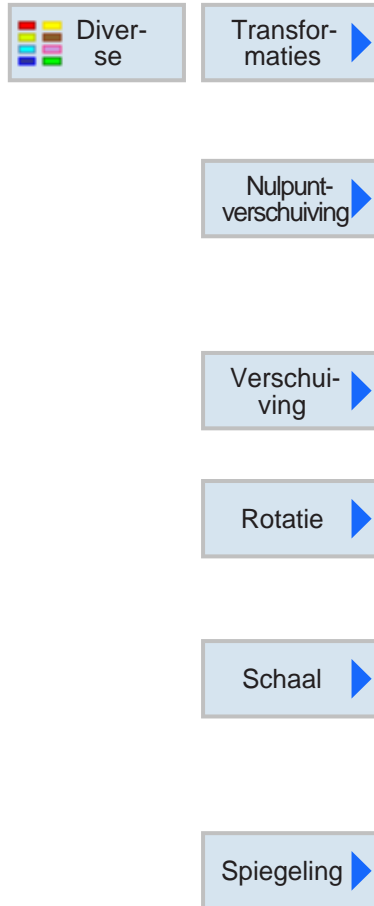 Diver-
se
Transfor-
maties
Nulpunt-
verschuiving
Verschui-
ving
Rotatie
Schaal
Spiegeling